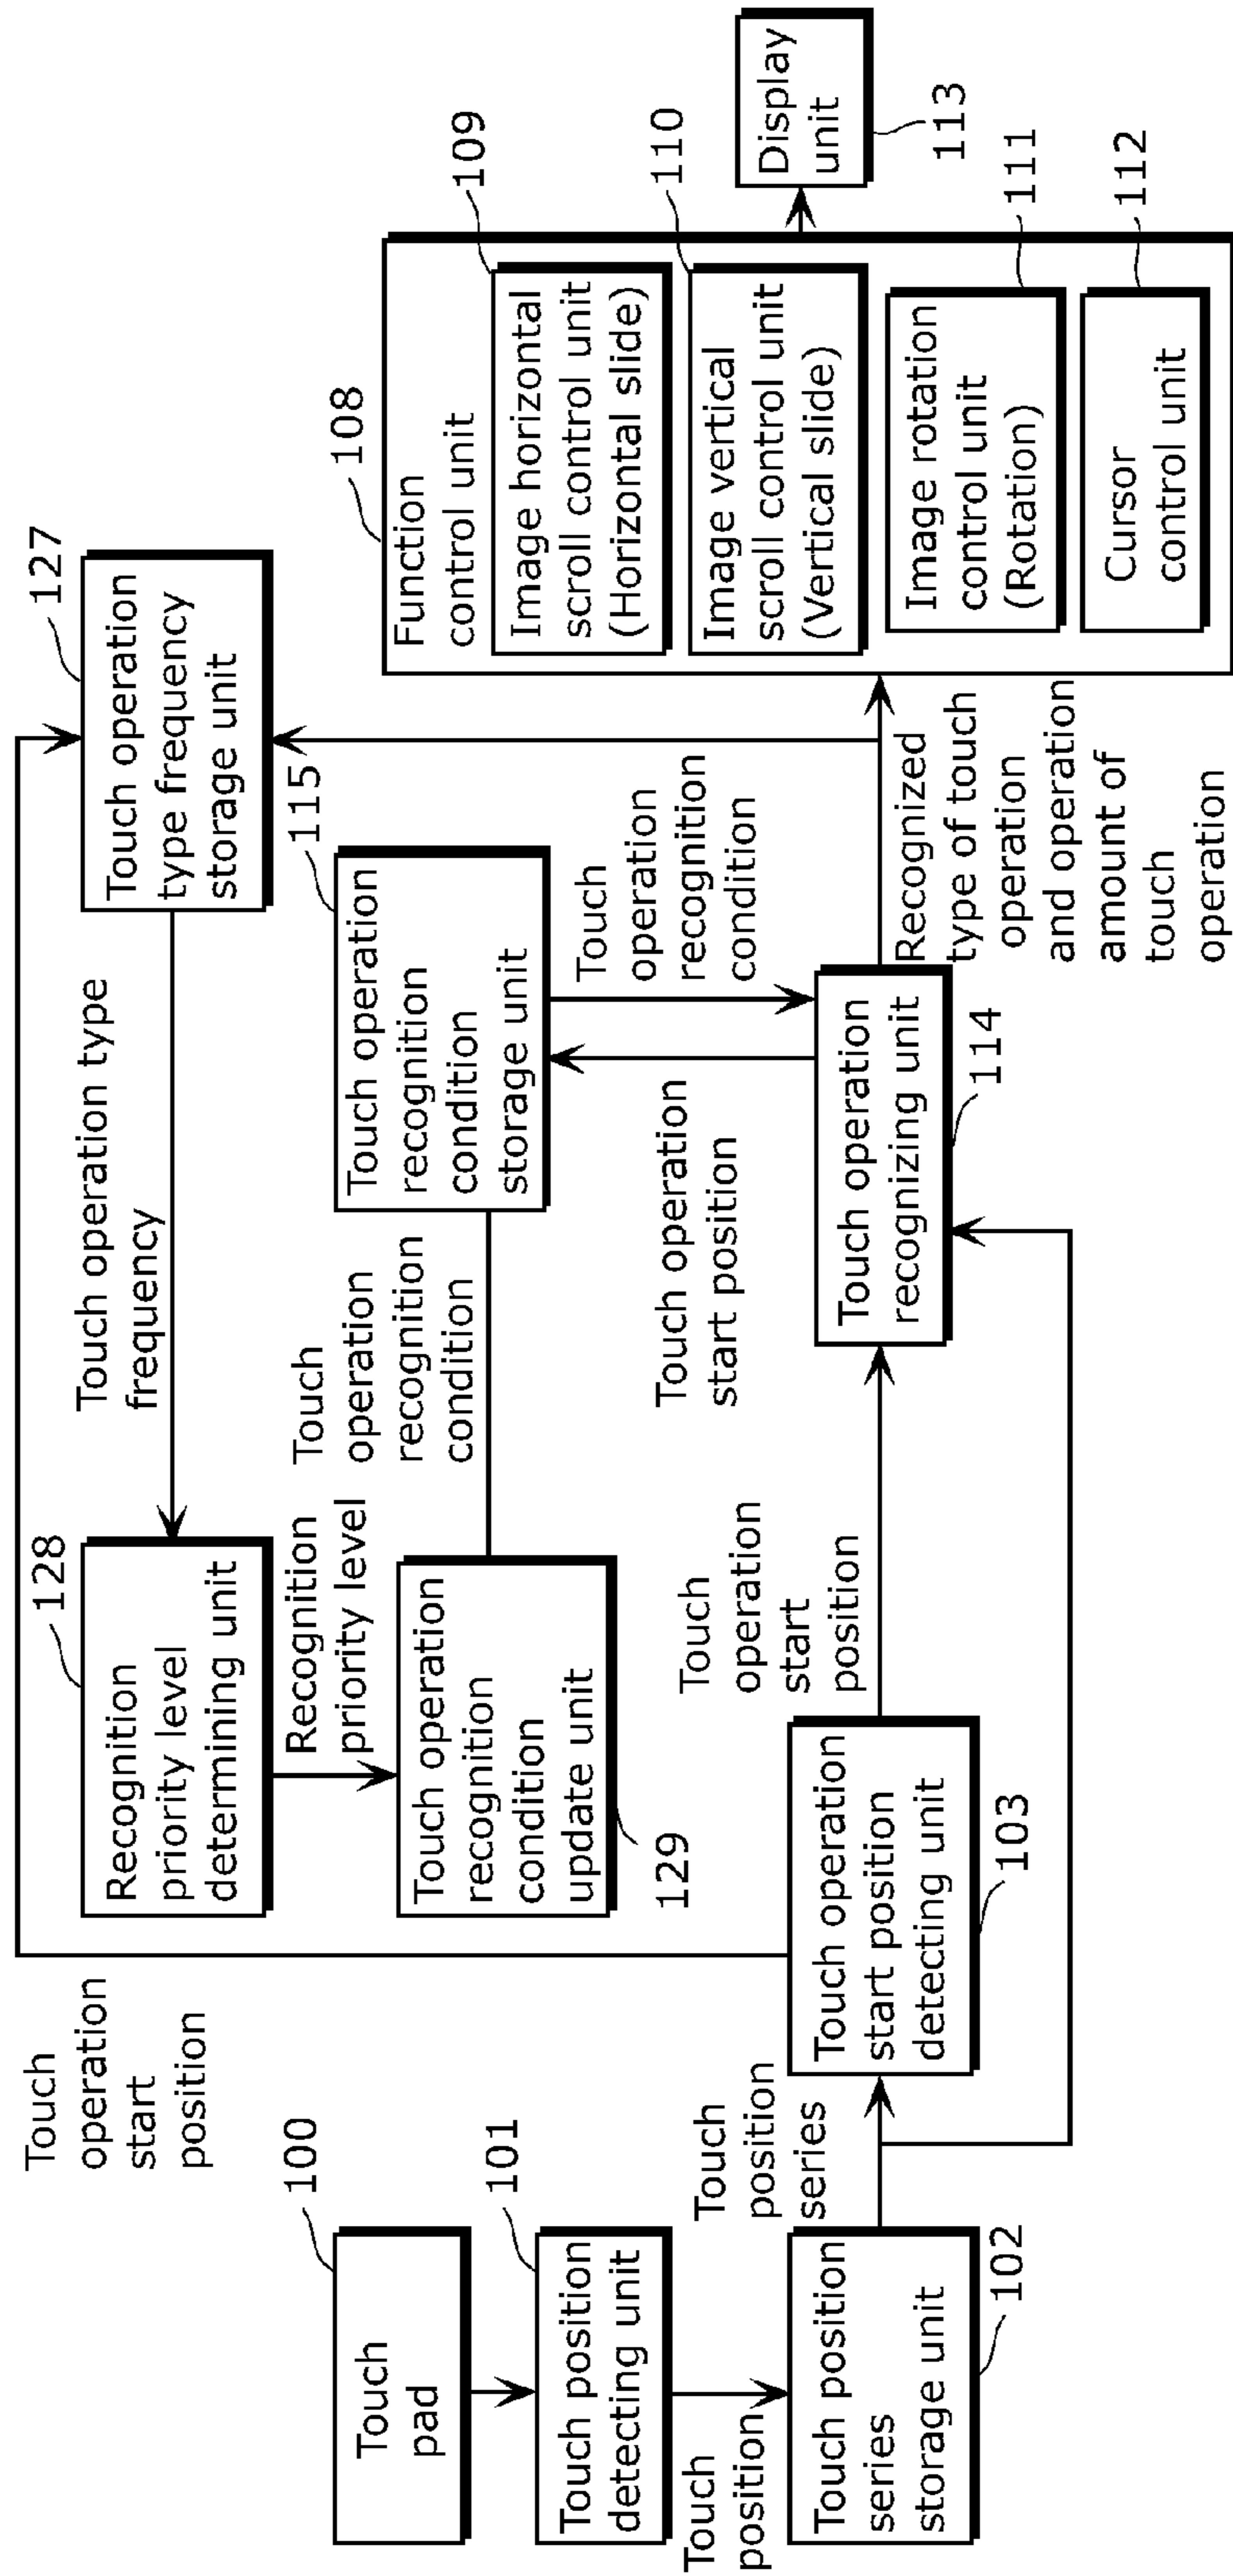 Touch
pad
100
Touch position
detecting unit
101
Touch
position
Touch position
series
storage unit
102
Touch
position
series
Touch operation
start position
detecting unit
103
Touch
operation
start
position
Touch
operation
start
position
Recognition
priority level
determining unit
128
Recognition
priority level
Touch operation
recognition
condition
update unit
129
Touch
operation
recognition
condition
Touch operation type
frequency
Touch operation
type frequency
storage unit
127
Touch operation
recognition
condition
storage unit
115
Touch operation
start position
Touch
operation
recognition
condition
Touch operation
recognizing unit
114
Recognized
type of touch
operation
and operation
amount of
touch
operation
108
Function
control unit
Image horizontal
scroll control unit
(Horizontal slide)
109
Image vertical
scroll control unit
(Vertical slide)
110
Image rotation
control unit
(Rotation)
111
Cursor
control unit
112
Display
unit
113